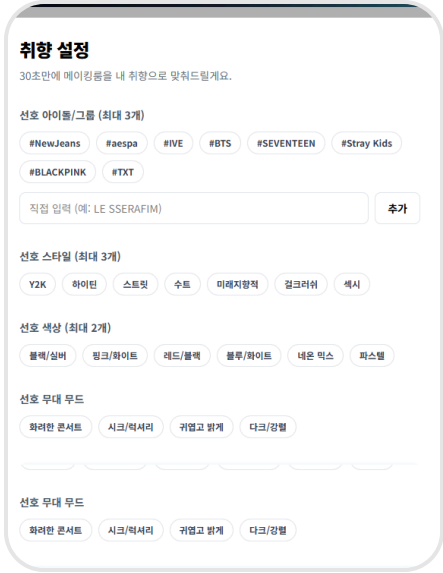 취향 설정
30초만에 메이킹룸을 내 취향으로 맞춰드릴게요.
선호 아이돌/그룹 (최대 3개)
#NewJeans #aespa #IVE #BTS #SEVENTEEN #Stray Kids
#BLACKPINK #TXT
직접 입력 (예: LE SSERAFIM) 추가
선호 스타일 (최대 3개)
Y2K 하이틴 스트릿 수트 미래지향적 걸크러쉬 섹시
선호 색상 (최대 2개)
블랙/실버 핑크/화이트 레드/블랙 블루/화이트 네온 믹스 파스텔
선호 무대 무드
화려한 콘서트 시크/럭셔리 귀엽고 밝게 다크/강렬
선호 무대 무드
화려한 콘서트 시크/럭셔리 귀엽고 밝게 다크/강렬